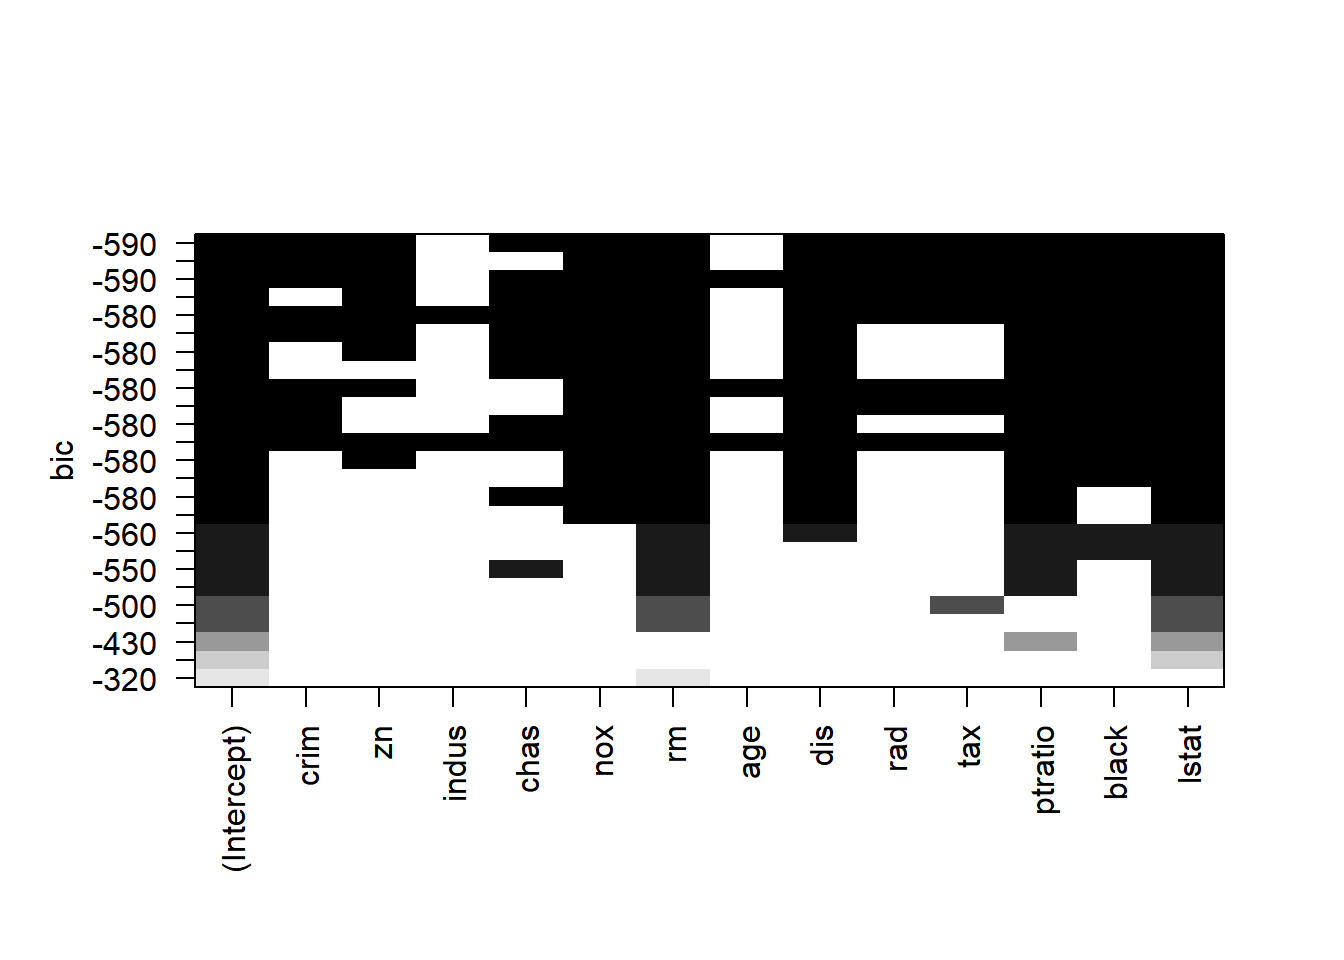 -590
-590
-580
-580
-580
-580
-580
-580
-560
-550
-500
-430
-320
bic
(Intercept)
crim
zn
indus
chas
nox
rm
age
dis
rad
tax
ptratio
black
lstat